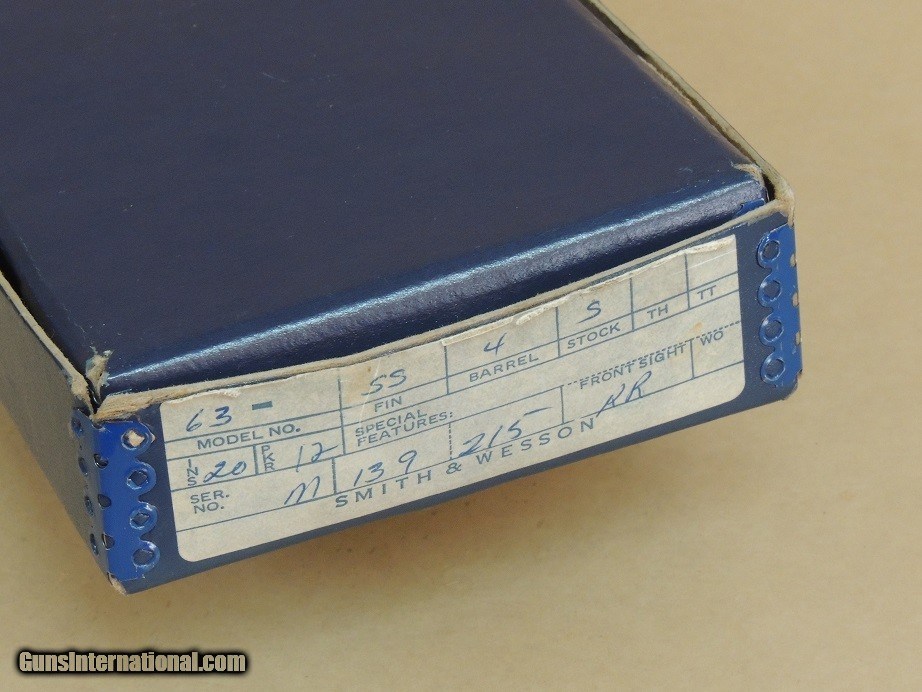 63 - SS 4 S
MODEL NO. FIN BARREL STOCK TH TT
INS 20 PKR 12 SPECIAL FEATURES: FRONT SIGHT RR WO
SER. NO. M 139 215
SMITH & WESSON
GunsInternational.com